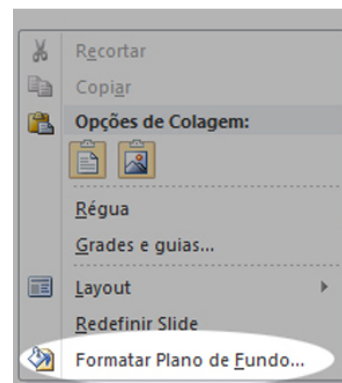 Recortar
Copiar
Opções de Colagem:
Régua
Grades e guias...
Layout
Redefinir Slide
Formatar Plano de Fundo...